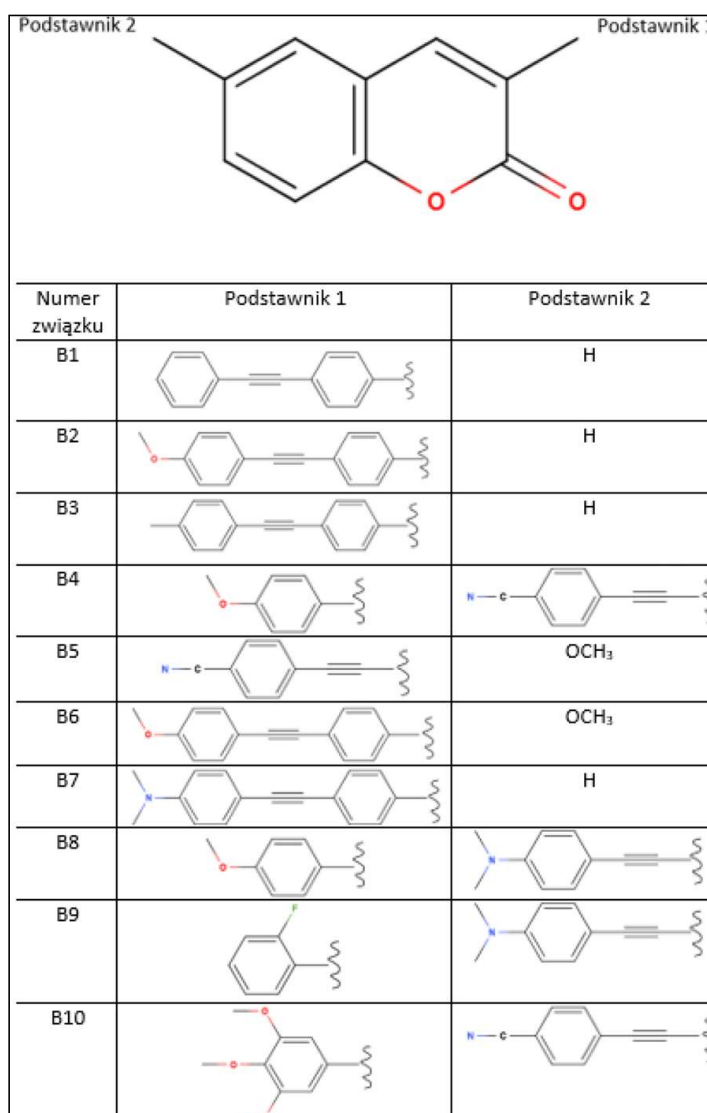 Podstawnik 2 Podstawnik 1
O O
Numer związku Podstawnik 1 Podstawnik 2
B1 H
B2 O H
B3 H
B4 O N C
B5 N C OCH₃
B6 O OCH₃
B7 N H
B8 O N
B9 F N
B10 O O N C